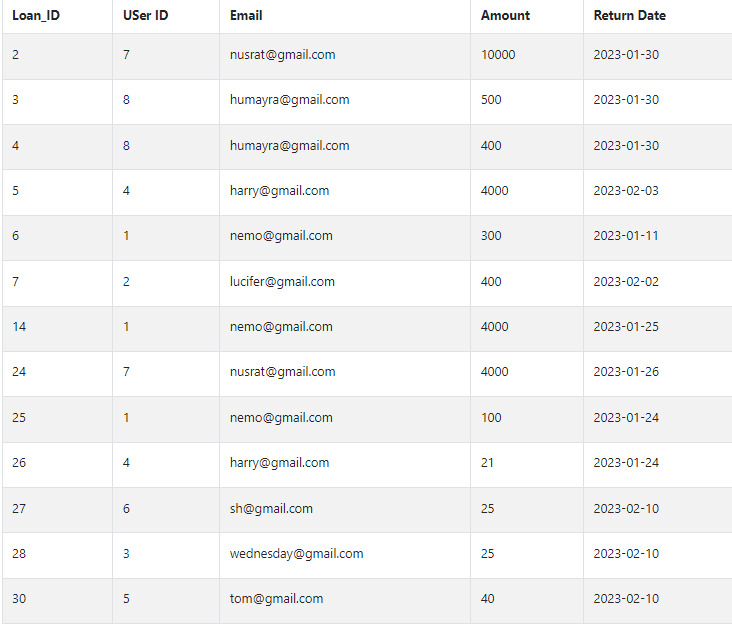 Loan_ID USer ID Email Amount Return Date
2 7 nusrat@gmail.com 10000 2023-01-30
3 8 humayra@gmail.com 500 2023-01-30
4 8 humayra@gmail.com 400 2023-01-30
5 4 harry@gmail.com 4000 2023-02-03
6 1 nemo@gmail.com 300 2023-01-11
7 2 lucifer@gmail.com 400 2023-02-02
14 1 nemo@gmail.com 4000 2023-01-25
24 7 nusrat@gmail.com 4000 2023-01-26
25 1 nemo@gmail.com 100 2023-01-24
26 4 harry@gmail.com 21 2023-01-24
27 6 sh@gmail.com 25 2023-02-10
28 3 wednesday@gmail.com 25 2023-02-10
30 5 tom@gmail.com 40 2023-02-10